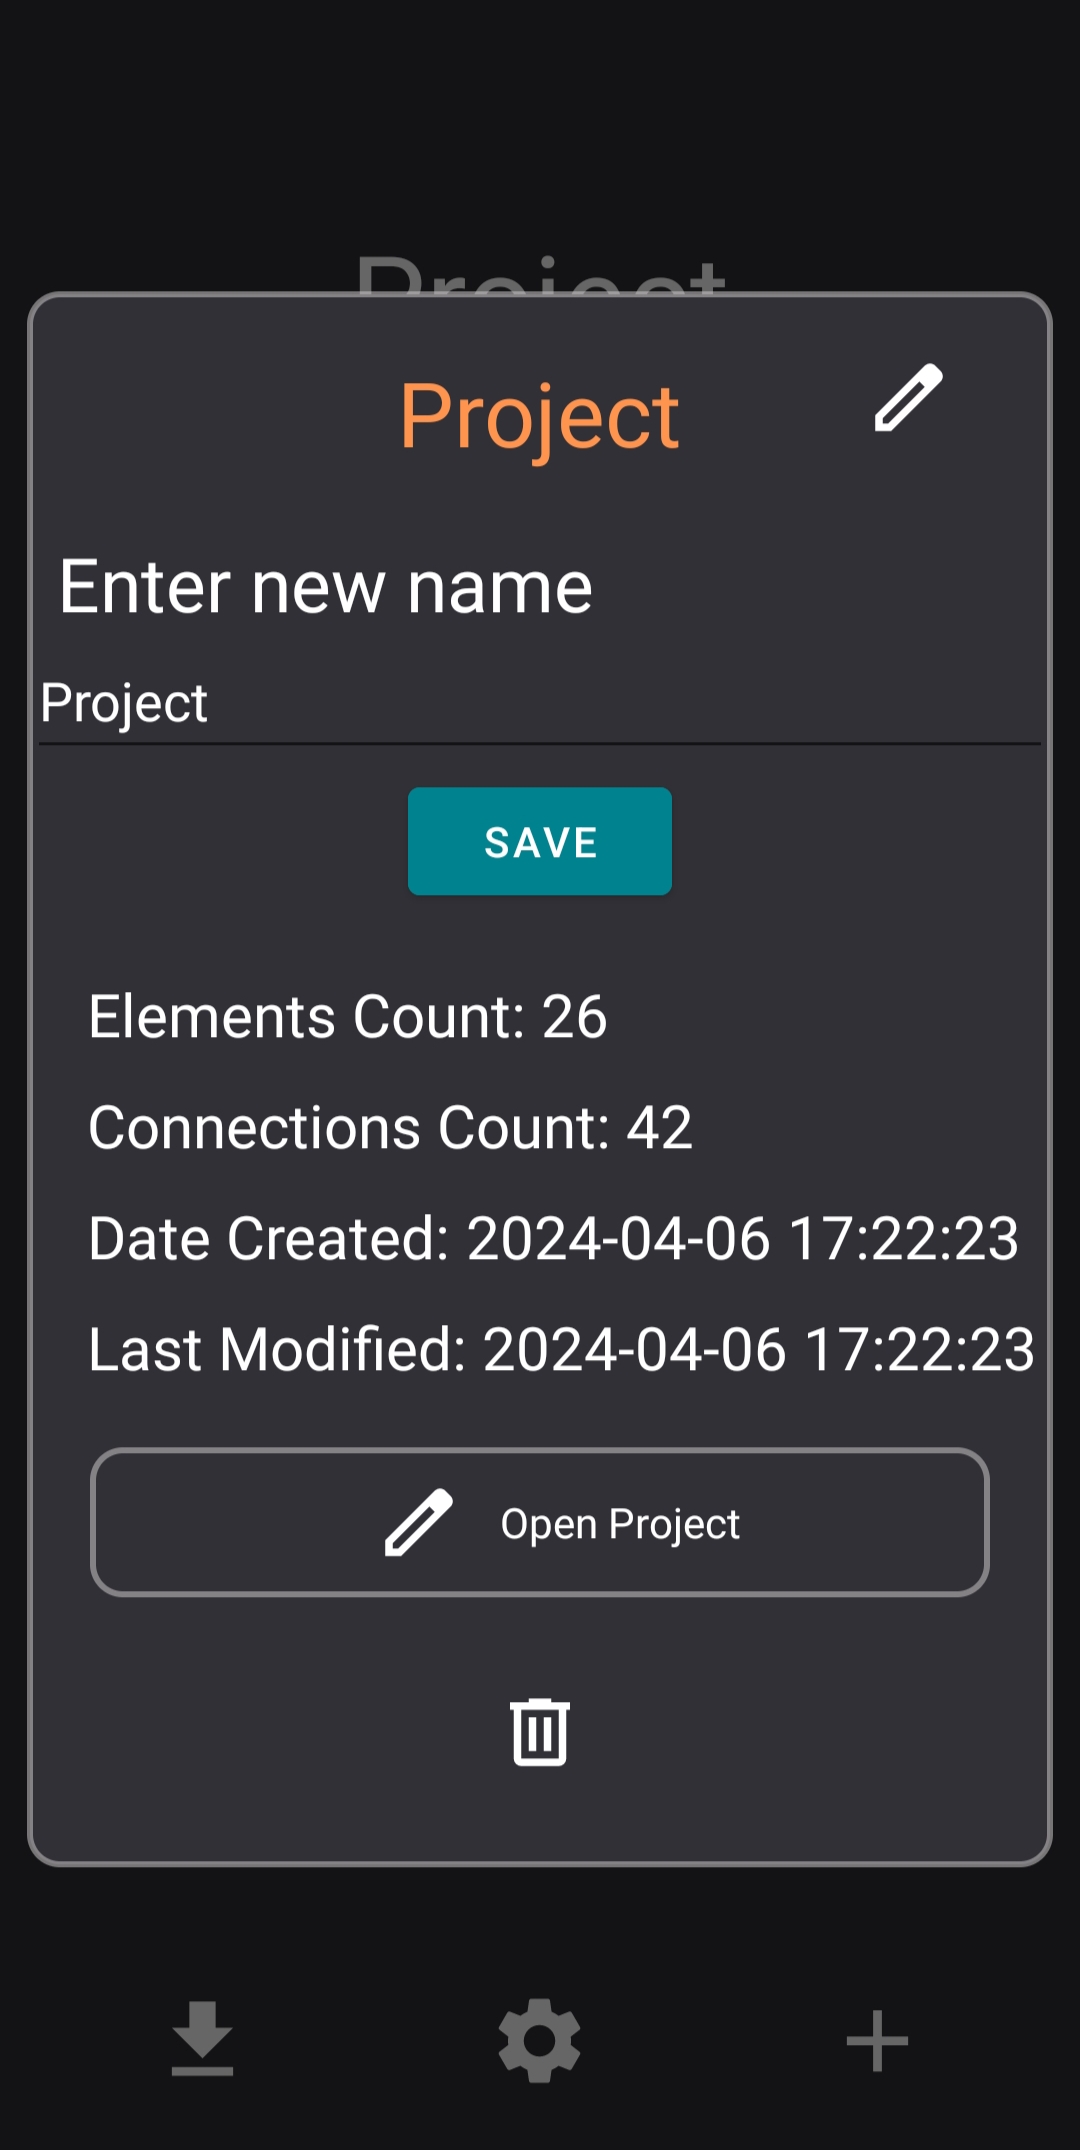 Project
Project
Enter new name
Project
SAVE
Elements Count: 26
Connections Count: 42
Date Created: 2024-04-06 17:22:23
Last Modified: 2024-04-06 17:22:23
Open Project